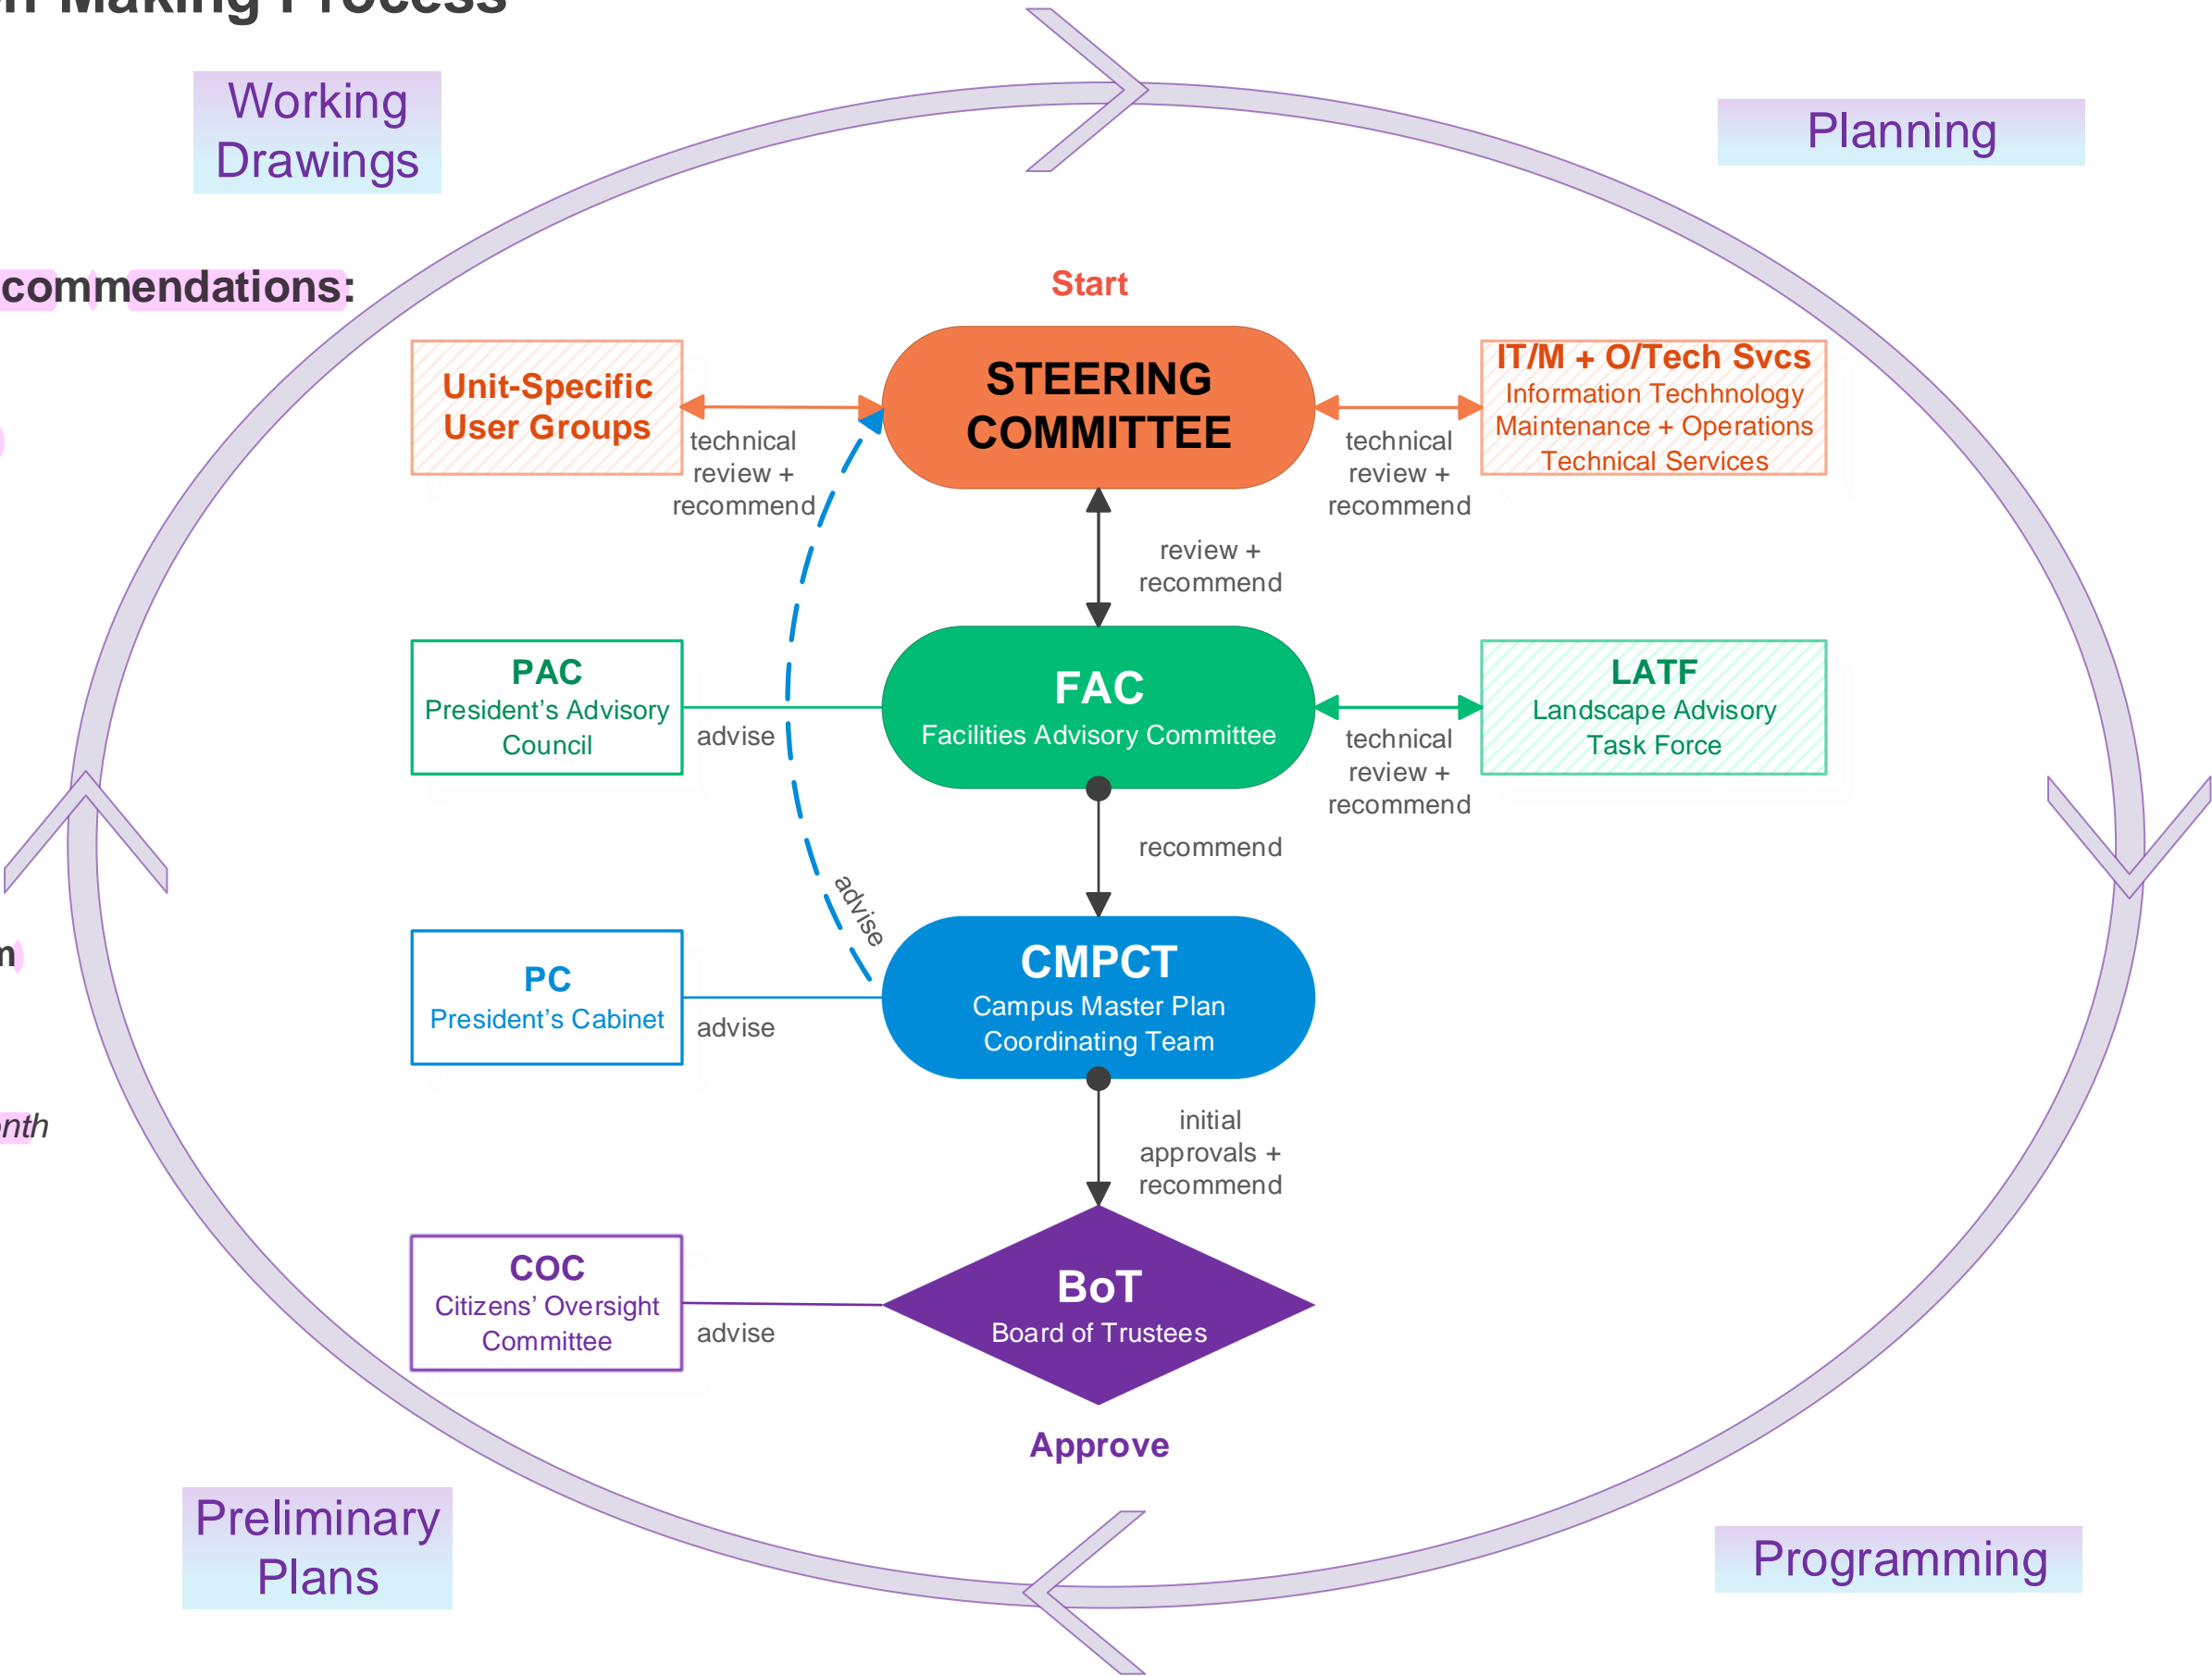 Making Process
Working
Drawings
Planning
commendations:
Start
Unit-Specific
User Groups
STEERING
COMMITTEE
IT/M + O/Tech Svcs
Information Techhnology
Maintenance + Operations
Technical Services
technical
review +
recommend
technical
review +
recommend
review +
recommend
PAC
President's Advisory
Council
advise
FAC
Facilities Advisory Committee
LATF
Landscape Advisory
Task Force
technical
review +
recommend
recommend
advise
PC
President's Cabinet
advise
CMPCT
Campus Master Plan
Coordinating Team
initial
approvals +
recommend
nth
COC
Citizens' Oversight
Committee
advise
BoT
Board of Trustees
Approve
Preliminary
Plans
Programming